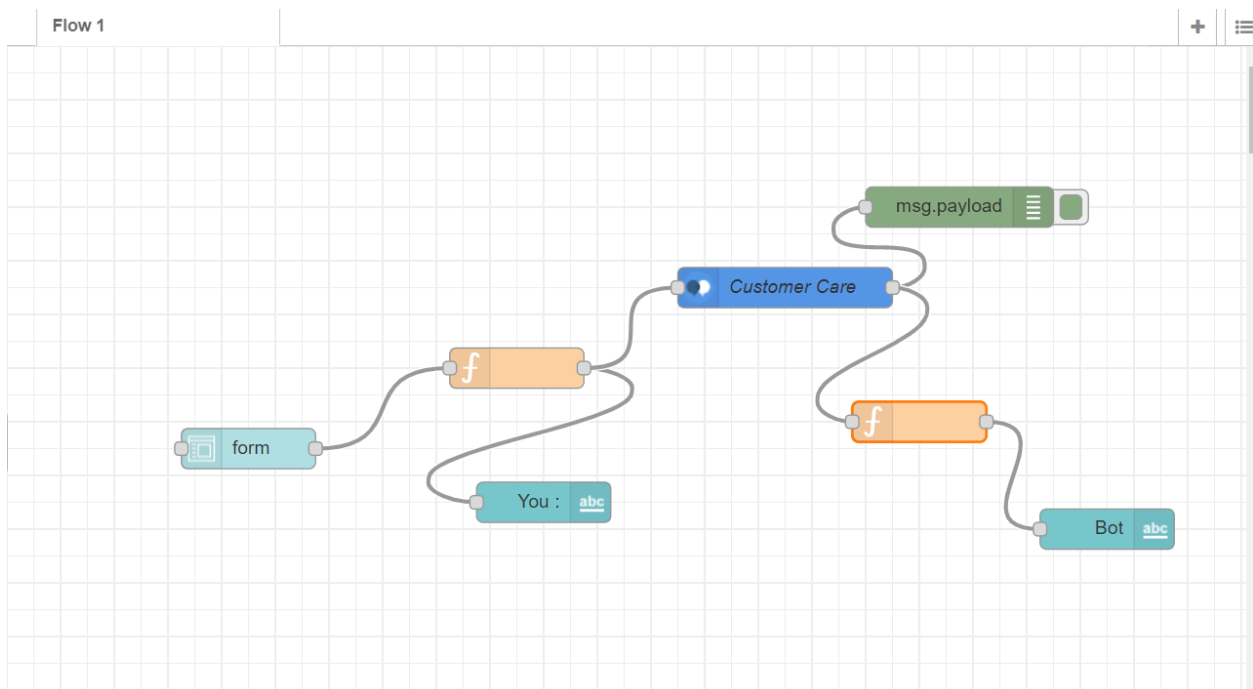 Flow 1
msg.payload
Customer Care
form
You :
abc
Bot
abc